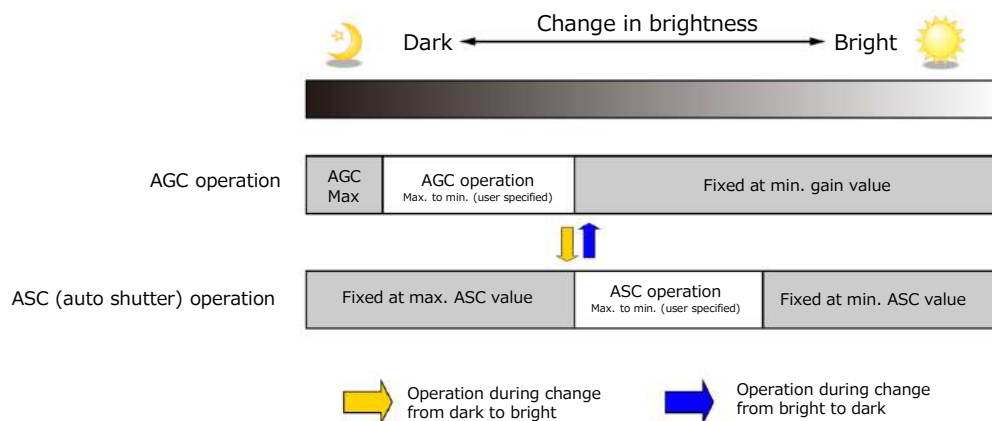 Change in brightness
Dark
Bright
AGC operation
AGC
Max
AGC operation
Max. to min. (user specified)
Fixed at min. gain value
ASC (auto shutter) operation
Fixed at max. ASC value
ASC operation
Max. to min. (user specified)
Fixed at min. ASC value
Operation during change
from dark to bright
Operation during change
from bright to dark